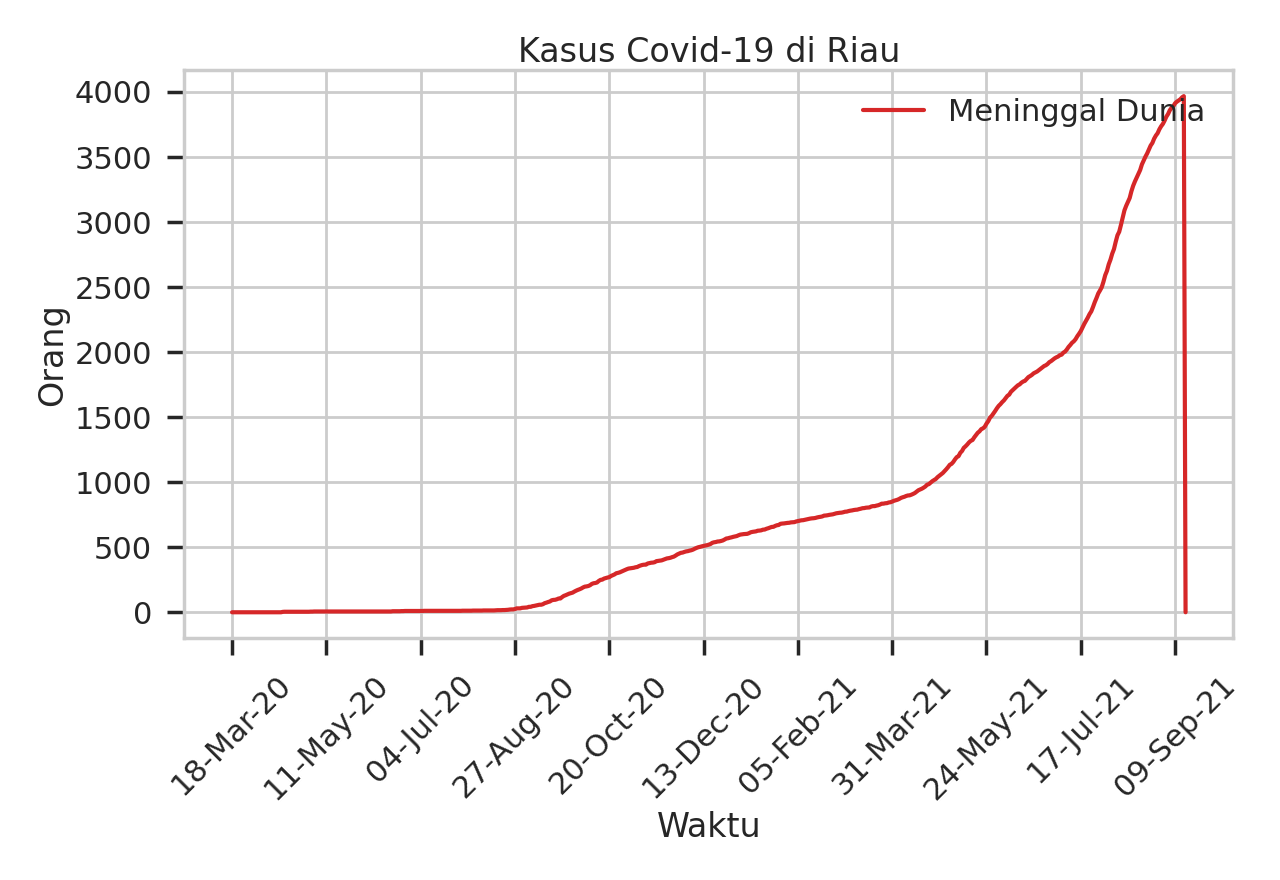 Kasus Covid-19 di Riau
Meninggal Dunia
4000
3500
3000
2500
2000
1500
1000
500
0
Orang
18-Mar-20
11-May-20
04-Jul-20
27-Aug-20
20-Oct-20
13-Dec-20
05-Feb-21
31-Mar-21
24-May-21
17-Jul-21
09-Sep-21
Waktu